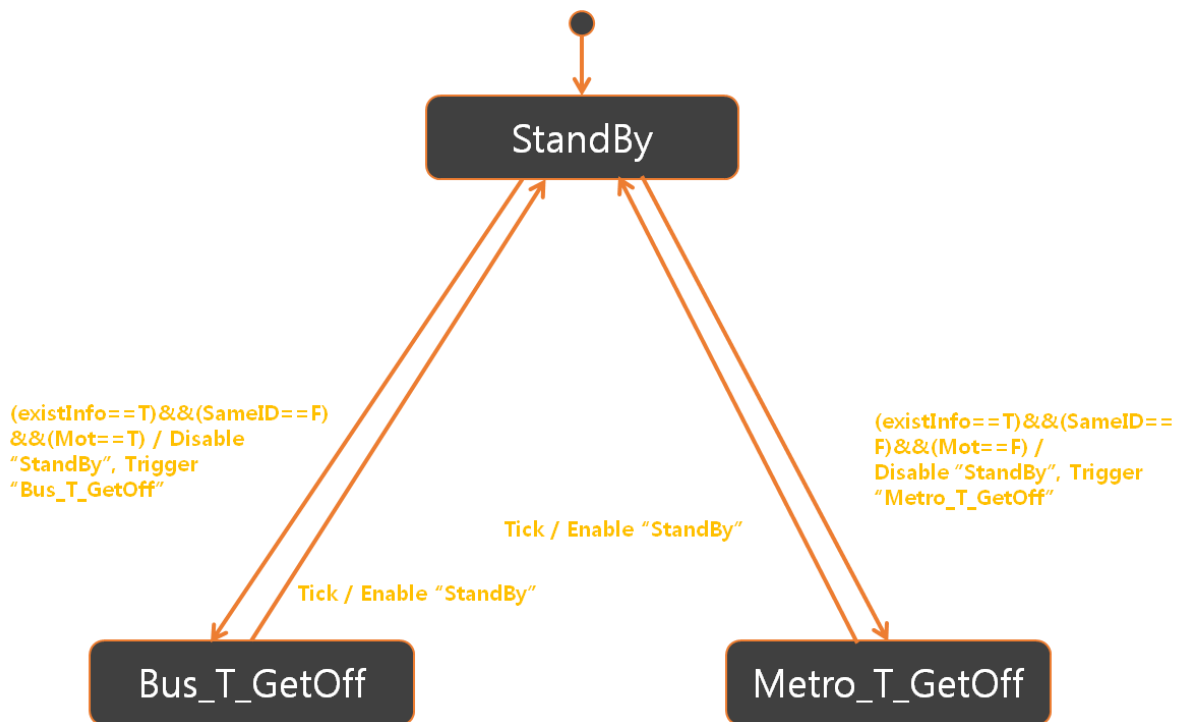 StandBy
(existInfo==T)&&(SameID==F)
&&(Mot==T) / Disable
“StandBy”, Trigger
“Bus_T_GetOff”
(existInfo==T)&&(SameID==
F)&&(Mot==F) /
Disable “StandBy”, Trigger
“Metro_T_GetOff”
Tick / Enable “StandBy”
Tick / Enable “StandBy”
Bus_T_GetOff
Metro_T_GetOff